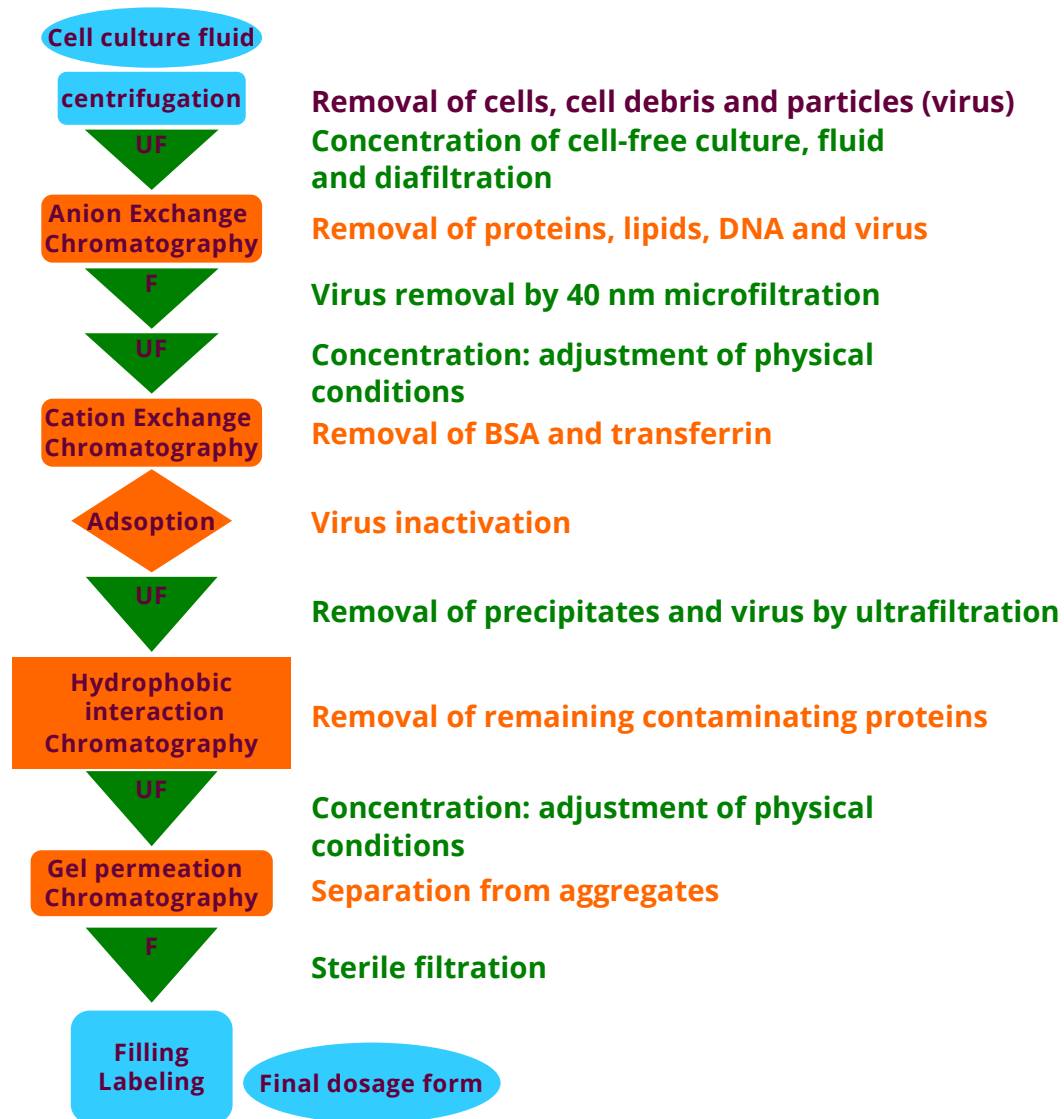 Cell culture fluid
centrifugation
Removal of cells, cell debris and particles (virus)
UF
Concentration of cell-free culture, fluid
and diafiltration
Anion Exchange
Chromatography
Removal of proteins, lipids, DNA and virus
F
Virus removal by 40 nm microfiltration
UF
Concentration: adjustment of physical
conditions
Cation Exchange
Chromatography
Removal of BSA and transferrin
Adsoption
Virus inactivation
UF
Removal of precipitates and virus by ultrafiltration
Hydrophobic
interaction
Chromatography
Removal of remaining contaminating proteins
UF
Concentration: adjustment of physical
conditions
Gel permeation
Chromatography
Separation from aggregates
F
Sterile filtration
Filling
Labeling
Final dosage form